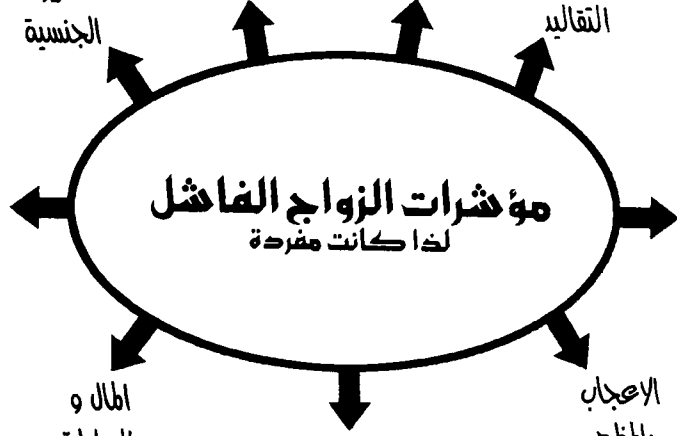 التقاليد
الجنسية
مؤشرات الزواج الفاشل
لذا كانت مفردة
الاعجاب
المال و